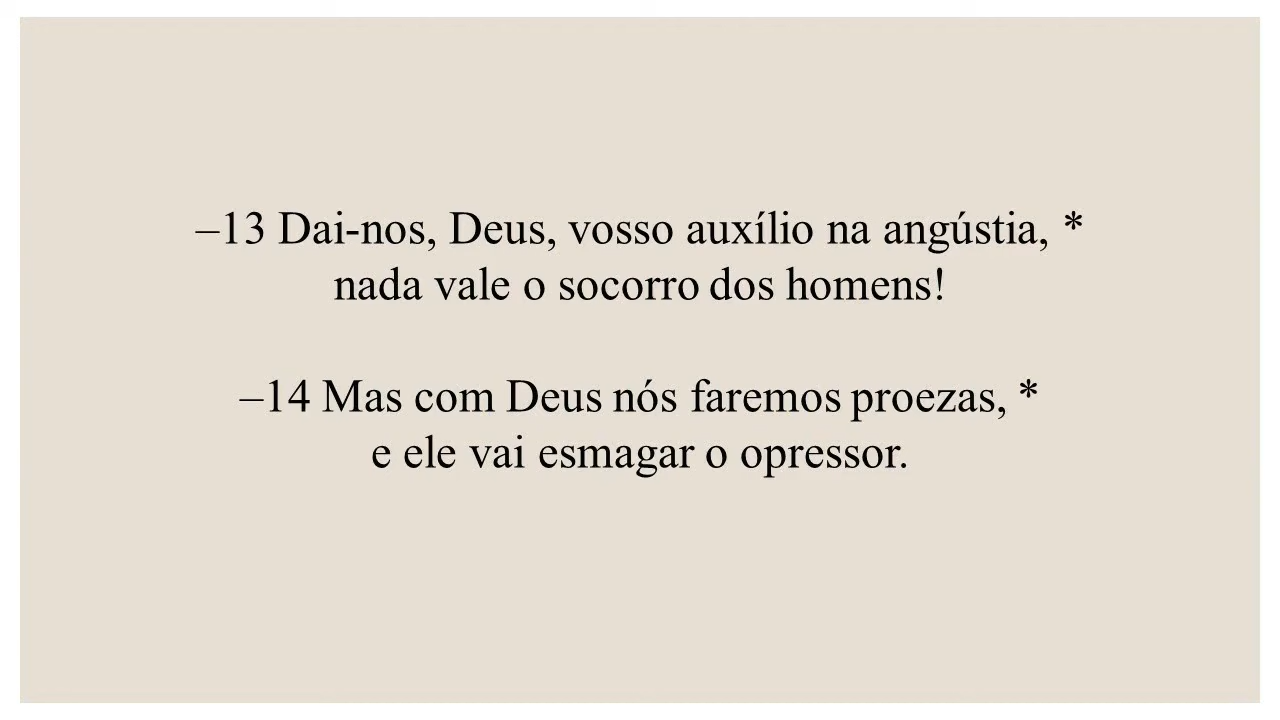 –13 Dai-nos, Deus, vosso auxílio na angústia, *
nada vale o socorro dos homens!
–14 Mas com Deus nós faremos proezas, *
e ele vai esmagar o opressor.